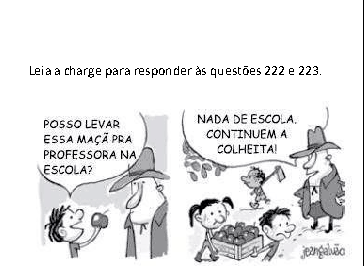 Leia a charge para responder às questões 222 e 223.
POSSO LEVAR
ESSA MAÇÃ PRA
PROFESSORA NA
ESCOLA?
NADA DE ESCOLA.
CONTINUEM A
COLHEITA!
jeangalvão